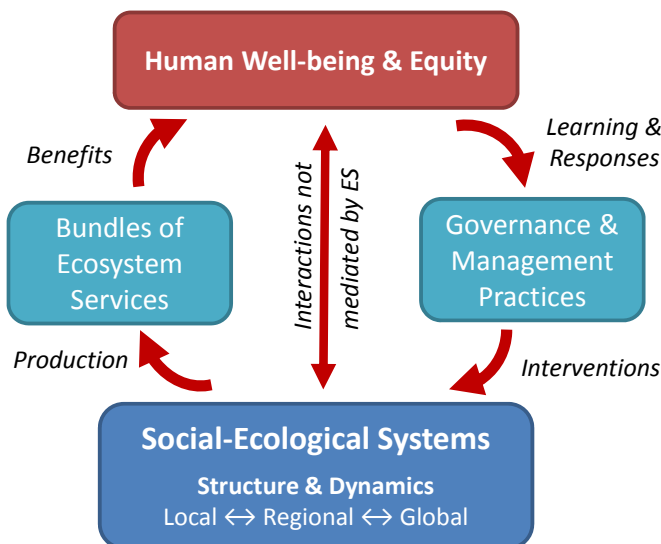 Human Well-being & Equity
Benefits
Learning &
Responses
Interactions not
mediated by ES
Bundles of
Ecosystem
Services
Governance &
Management
Practices
Production
Interventions
Social-Ecological Systems
Structure & Dynamics
Local ↔ Regional ↔ Global